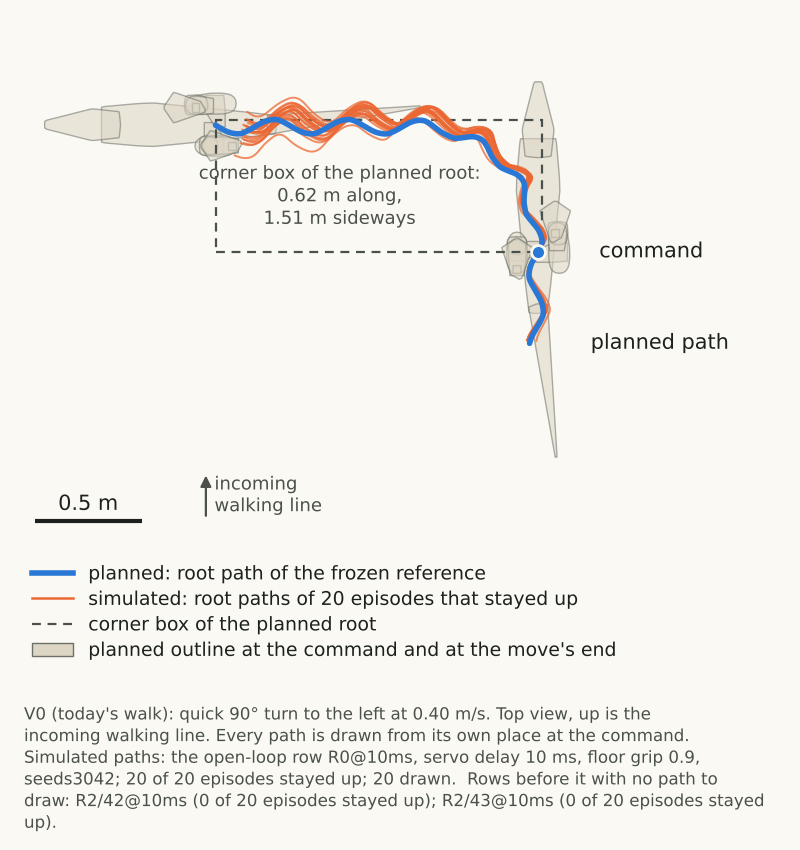 corner box of the planned root:
0.62 m along,
1.51 m sideways
command
planned path
incoming
walking line
0.5 m
planned: root path of the frozen reference
simulated: root paths of 20 episodes that stayed up
corner box of the planned root
planned outline at the command and at the move's end
V0 (today's walk): quick 90° turn to the left at 0.40 m/s. Top view, up is the
incoming walking line. Every path is drawn from its own place at the command.
Simulated paths: the open-loop row R0@10ms, servo delay 10 ms, floor grip 0.9,
seeds3042; 20 of 20 episodes stayed up; 20 drawn.  Rows before it with no path to
draw: R2/42@10ms (0 of 20 episodes stayed up); R2/43@10ms (0 of 20 episodes stayed
up).